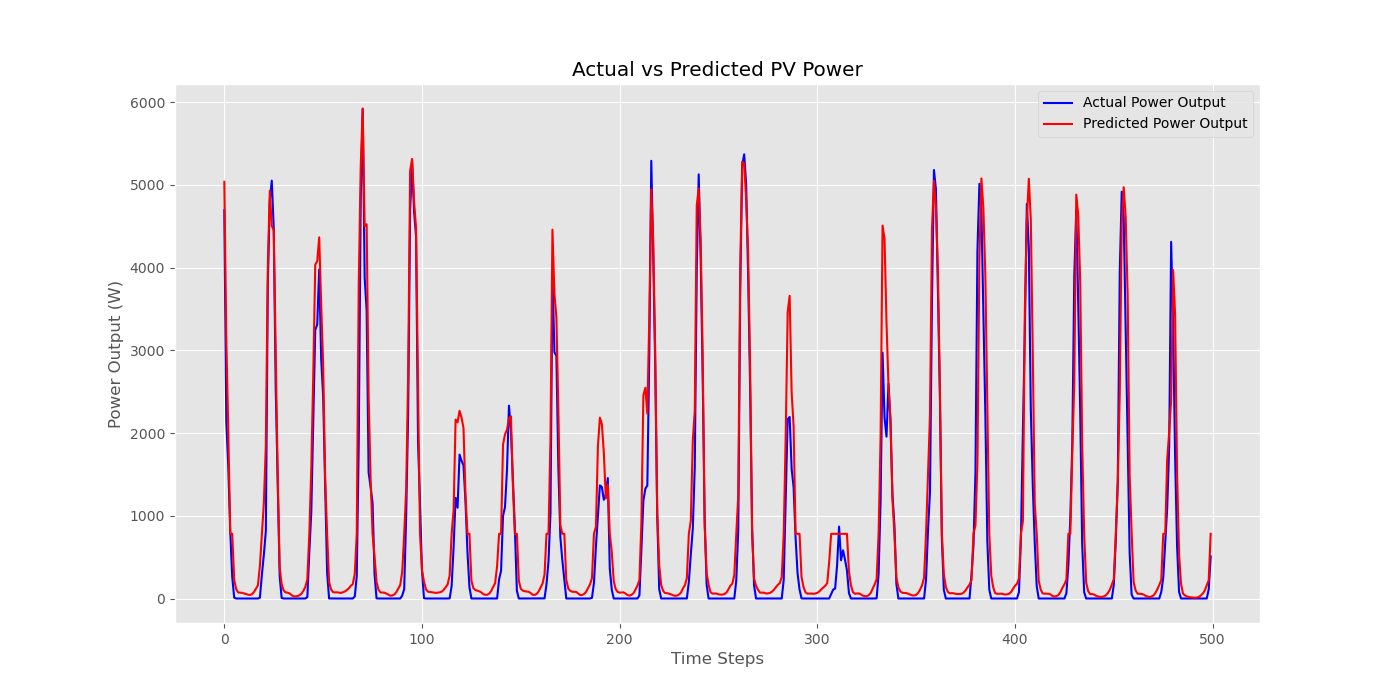 Actual vs Predicted PV Power
Actual Power Output
Predicted Power Output
Power Output (W)
6000
5000
4000
3000
2000
1000
0
0 100 200 300 400 500
Time Steps